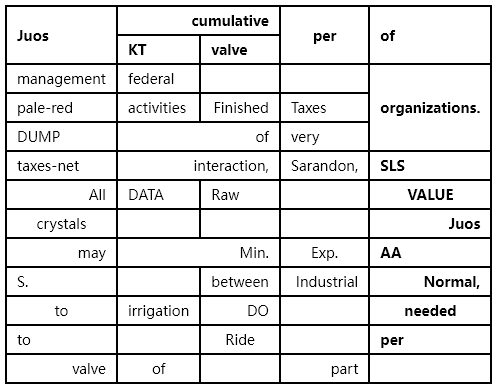 Juos cumulative per of
KT valve
management federal
pale-red activities Finished Taxes organizations.
DUMP of very
taxes-net interaction, Sarandon, SLS
All DATA Raw VALUE
crystals Juos
may Min. Exp. AA
S. between Industrial Normal,
to irrigation DO needed
to Ride per
valve of part